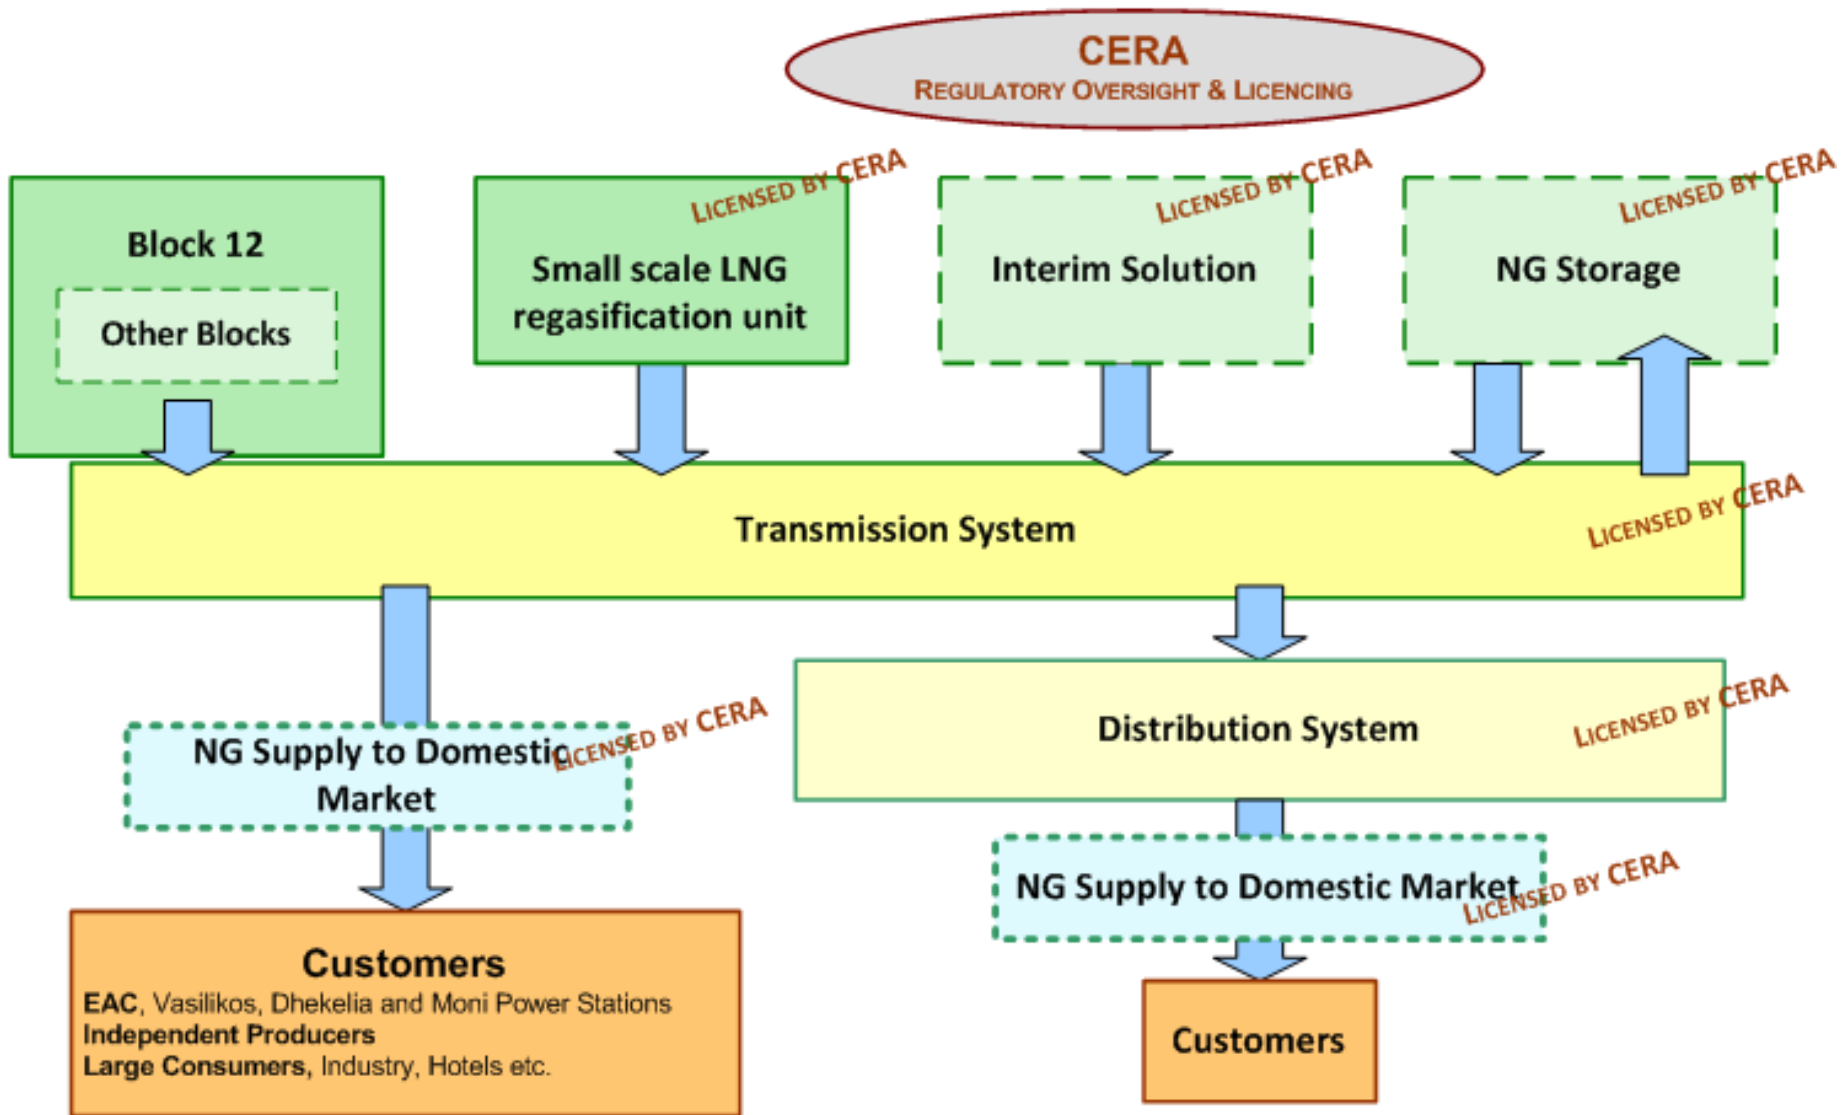 CERA
REGULATORY OVERSIGHT & LICENCING
LICENSED BY CERA
LICENSED BY CERA
LICENSED BY CERA
Block 12
Other Blocks
Small scale LNG
regasification unit
Interim Solution
NG Storage
Transmission System
LICENSED BY CERA
NG Supply to Domestic
Market
LICENSED BY CERA
Distribution System
LICENSED BY CERA
NG Supply to Domestic Market
LICENSED BY CERA
Customers
EAC, Vasilikos, Dhekelia and Moni Power Stations
Independent Producers
Large Consumers, Industry, Hotels etc.
Customers